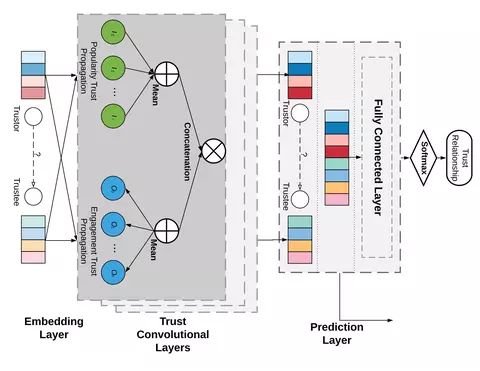 Trustor
?
Trustee
Popularity Trust
Propagation
...
Mean
Concatenation
Engagement Trust
Propagation
...
Mean
Trustor
?
Trustee
Fully Connected Layer
Softmax
Trust
Relationship
Embedding
Layer
Trust
Convolutional
Layers
Prediction
Layer